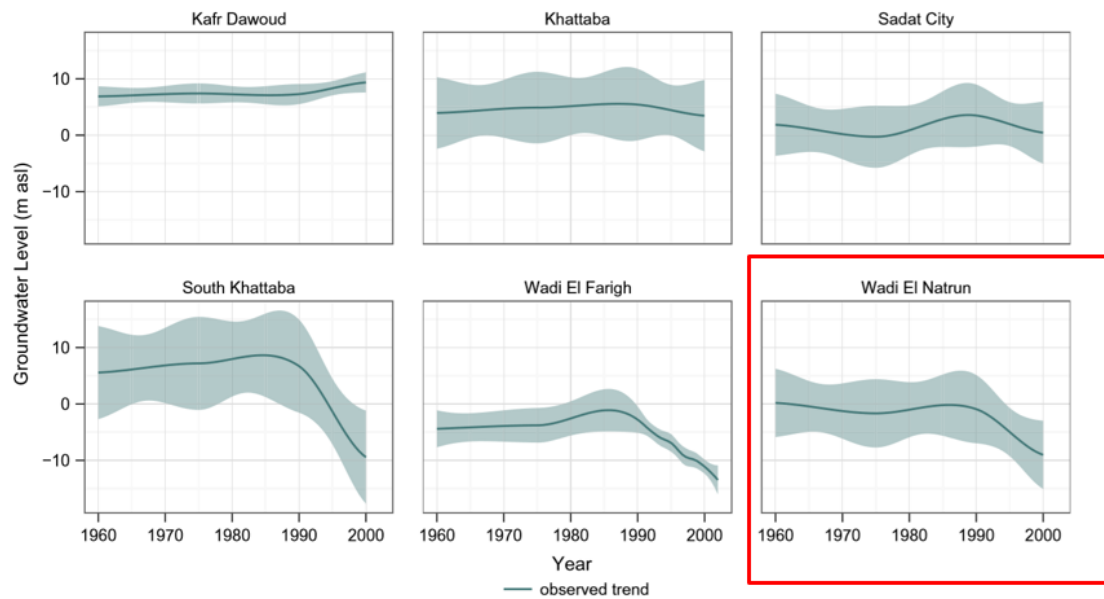 Kafr Dawoud
Khattaba
Sadat City
10
0
−10
Groundwater Level (m asl)
South Khattaba
Wadi El Farigh
Wadi El Natrun
10
0
−10
1960 1970 1980 1990 2000
1960 1970 1980 1990 2000
1960 1970 1980 1990 2000
Year
observed trend